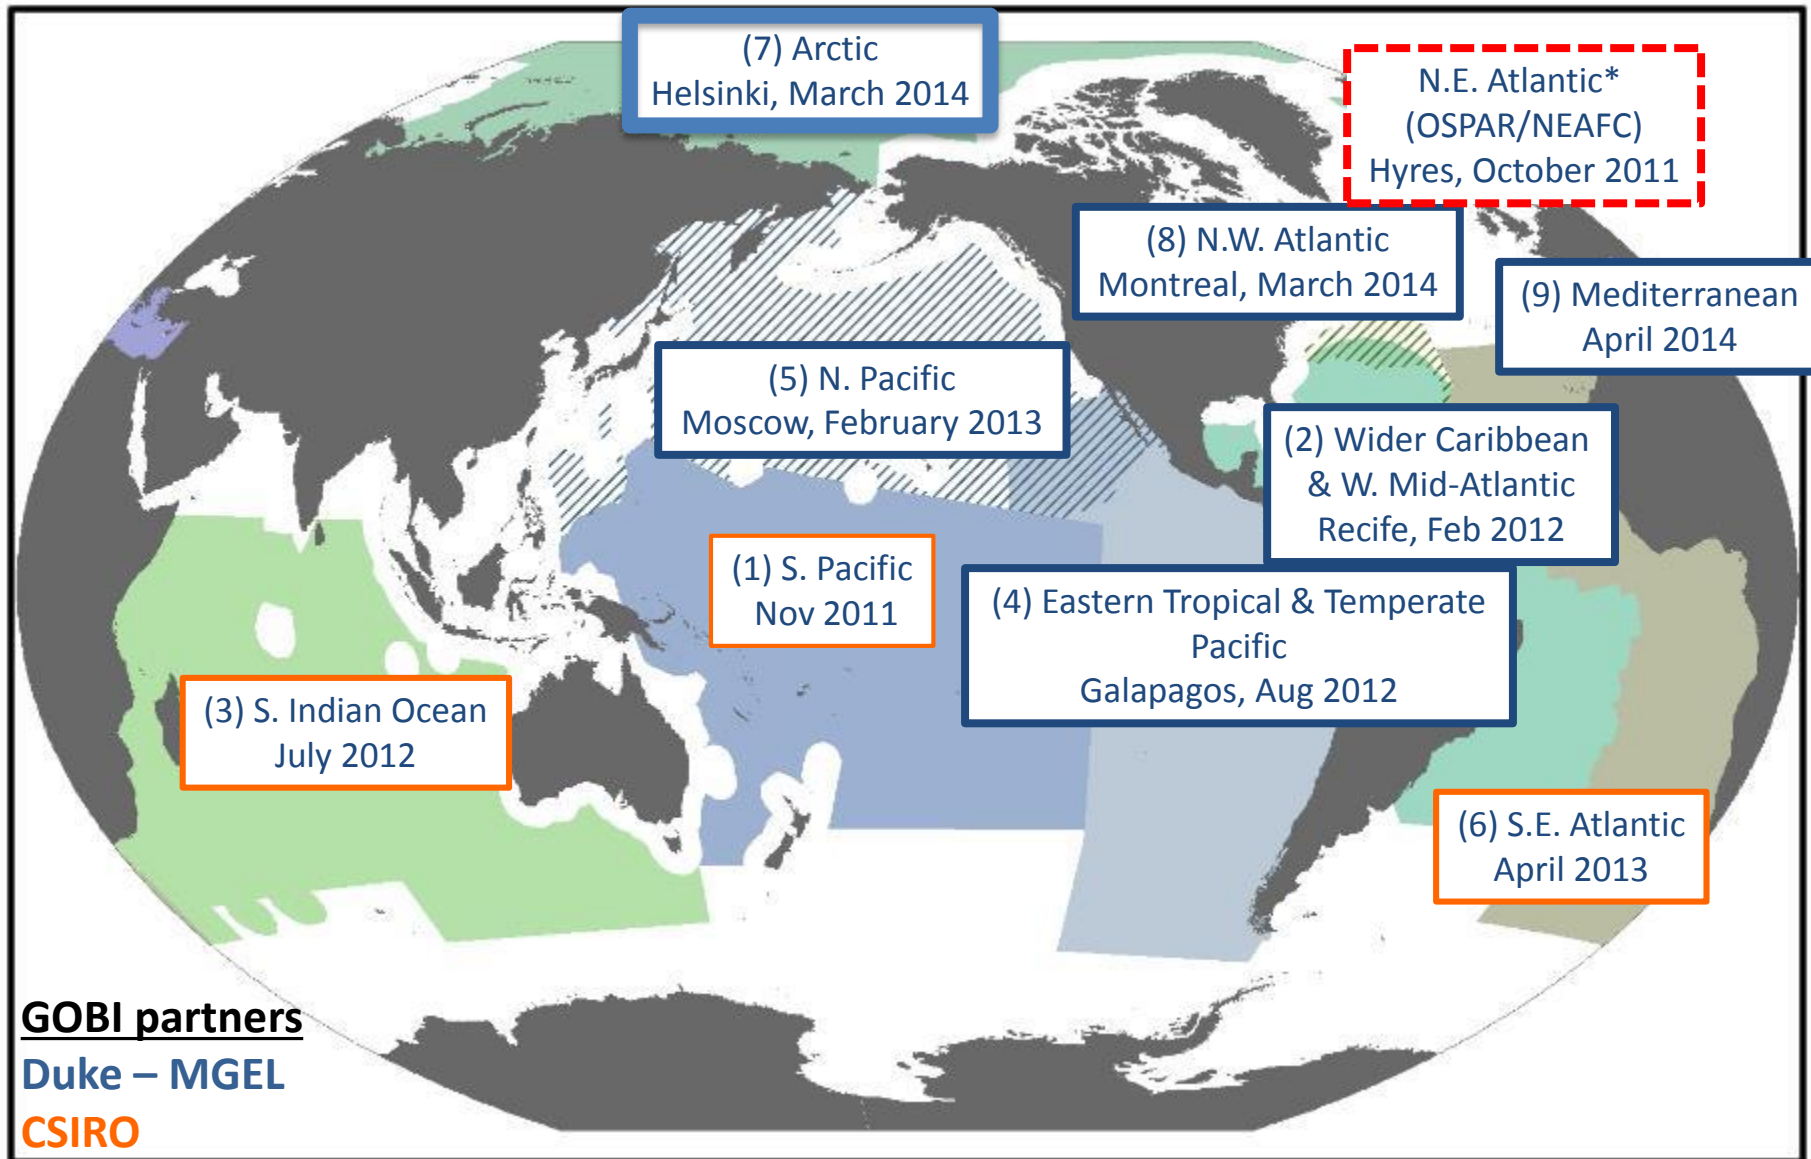 (7) Arctic
Helsinki, March 2014
N.E. Atlantic*
(OSPAR/NEAFC)
Hyres, October 2011
(8) N.W. Atlantic
Montreal, March 2014
(9) Mediterranean
April 2014
(5) N. Pacific
Moscow, February 2013
(2) Wider Caribbean
& W. Mid-Atlantic
Recife, Feb 2012
(1) S. Pacific
Nov 2011
(4) Eastern Tropical & Temperate
Pacific
Galapagos, Aug 2012
(3) S. Indian Ocean
July 2012
(6) S.E. Atlantic
April 2013
GOBI partners
Duke – MGEL
CSIRO